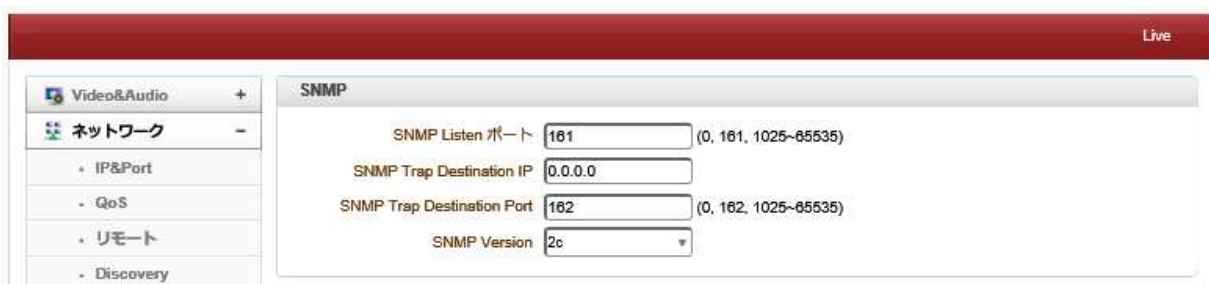 Live
Video&Audio +
ネットワーク -
- IP&Port
- QoS
- リモート
- Discovery
SNMP
SNMP Listen ポート 161 (0, 161, 1025~65535)
SNMP Trap Destination IP 0.0.0.0
SNMP Trap Destination Port 162 (0, 162, 1025~65535)
SNMP Version 2c